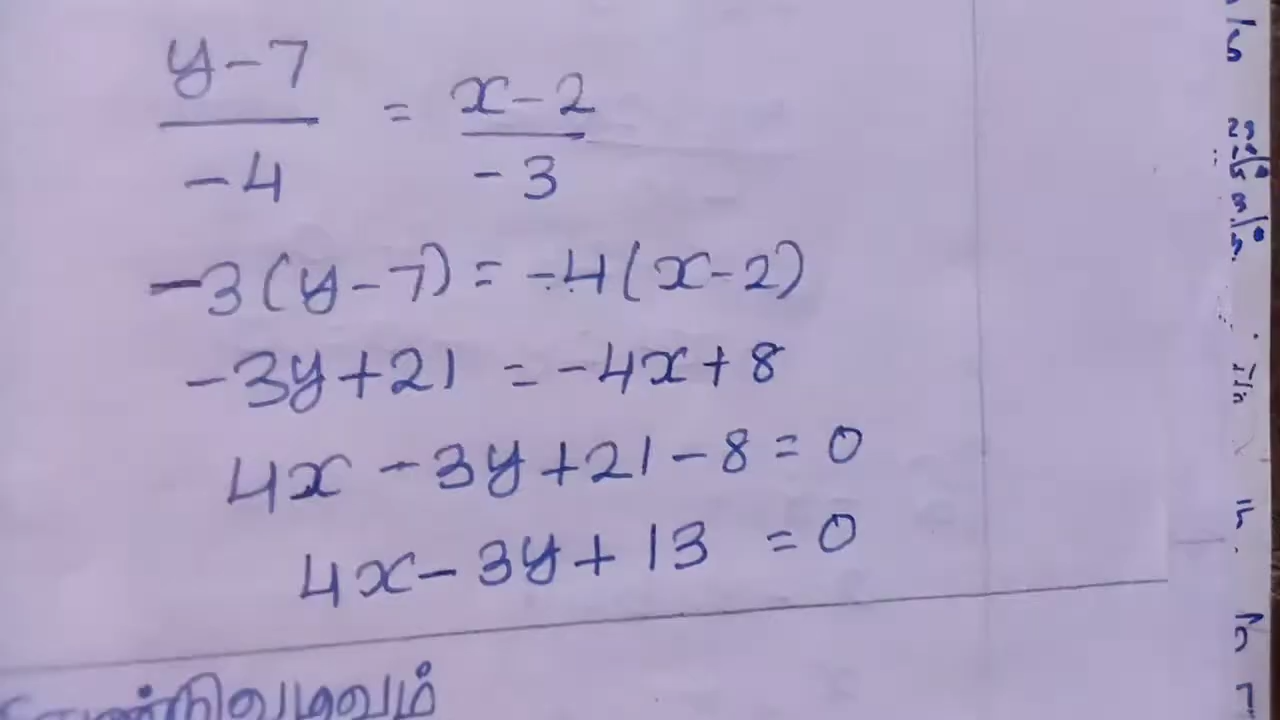 y-7 / -4 = x-2 / -3
-3(y-7) = -4(x-2)
-3y+21 = -4x+8
4x -3y+21-8 = 0
4x-3y+13 = 0